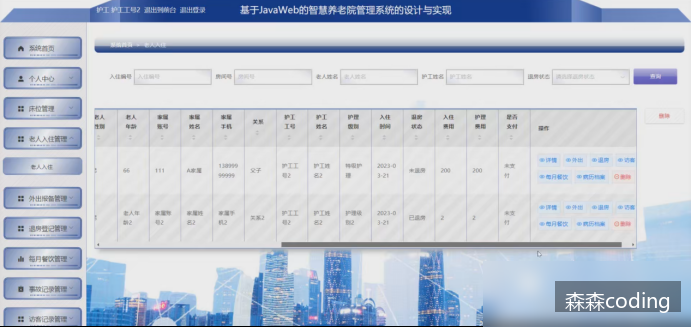 护工 护工工号2 退出到前台 退出登录
基于JavaWeb的智慧养老院管理系统的设计与实现
系统首页
个人中心
床位管理
老人入住管理
老人入住
外出报备管理
退房登记管理
每月餐饮管理
事故记录管理
访客记录管理
老人入住
入住编号 入住编号 房间号 房间号 老人姓名 老人姓名 护工姓名 护工姓名 退房状态 查询
删除
老人性别 老人年龄 家属账号 家属姓名 家属手机 关系 护工工号 护工姓名 护理级别 入住时间 退房状态 入住费用 护理费用 是否支付 操作
66 111 A家属 13899999999 父子 护工工号2 护工姓名2 特级护理 2023-03-21 未退房 200 200 未支付 详情 外出 退房 访客
每月餐饮 病历档案 删除
老人年龄2 家属账号2 家属姓名2 家属手机2 关系2 护工工号2 护工姓名2 护理级别2 2023-03-21 已退房 2 2 未支付 详情 外出 退房 访客
每月餐饮 病历档案 删除
森森coding